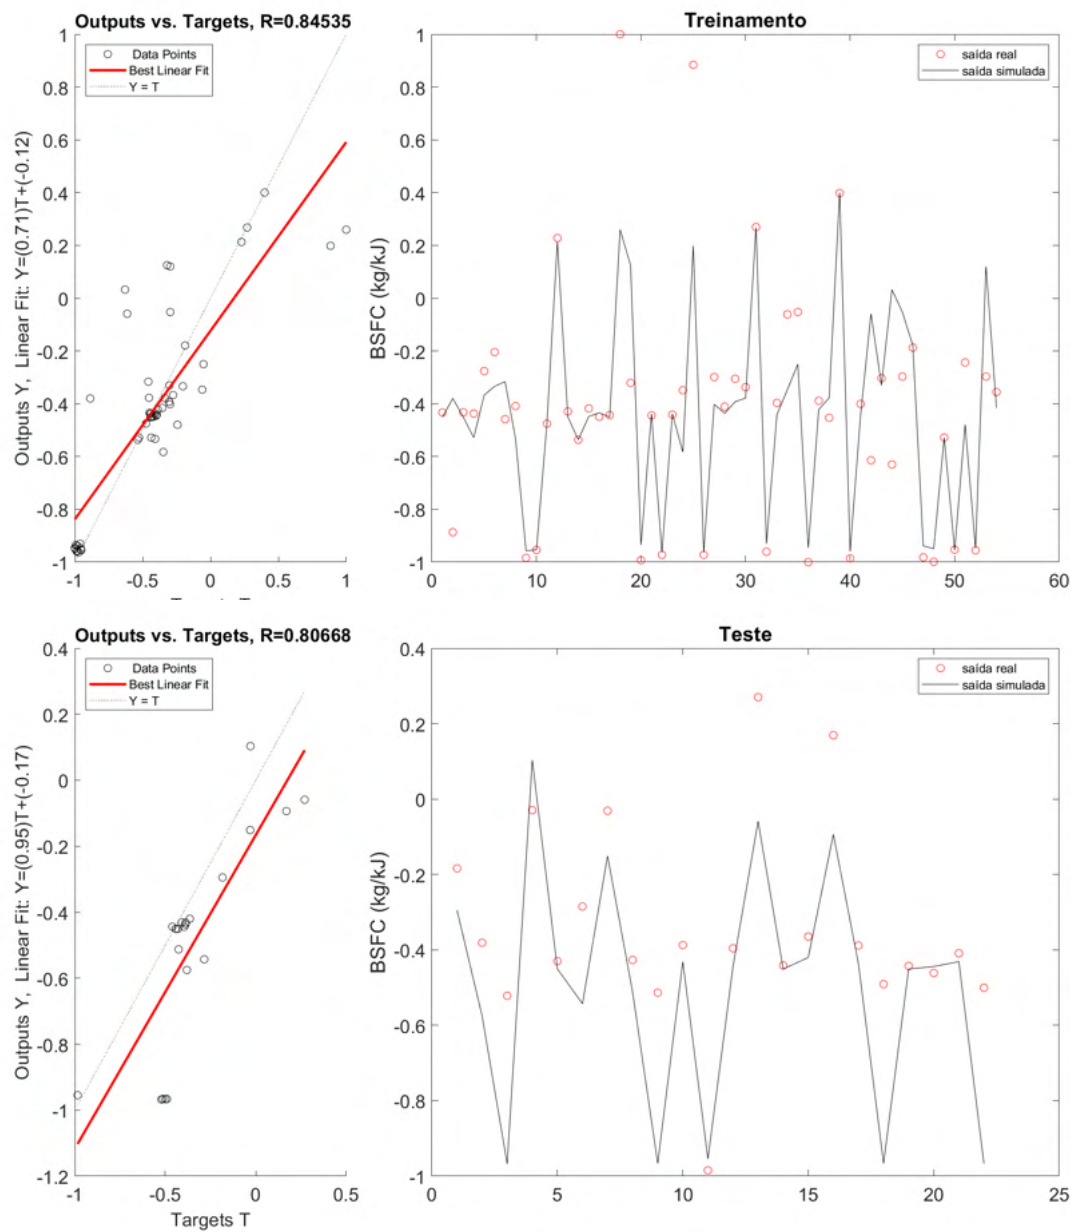 Outputs vs. Targets, R=0.84535
Data Points
Best Linear Fit
Y = T
Outputs Y, Linear Fit: Y=(0.71)T+(-0.12)
1
0.8
0.6
0.4
0.2
0
-0.2
-0.4
-0.6
-0.8
-1
-1 -0.5 0 0.5 1
Treinamento
saída real
saída simulada
BSFC (kg/kJ)
1
0.8
0.6
0.4
0.2
0
-0.2
-0.4
-0.6
-0.8
-1
0 10 20 30 40 50 60
Outputs vs. Targets, R=0.80668
Data Points
Best Linear Fit
Y = T
Outputs Y, Linear Fit: Y=(0.95)T+(-0.17)
0.4
0.2
0
-0.2
-0.4
-0.6
-0.8
-1
-1.2
-1 -0.5 0 0.5
Targets T
Teste
saída real
saída simulada
BSFC (kg/kJ)
0.4
0.2
0
-0.2
-0.4
-0.6
-0.8
-1
0 5 10 15 20 25